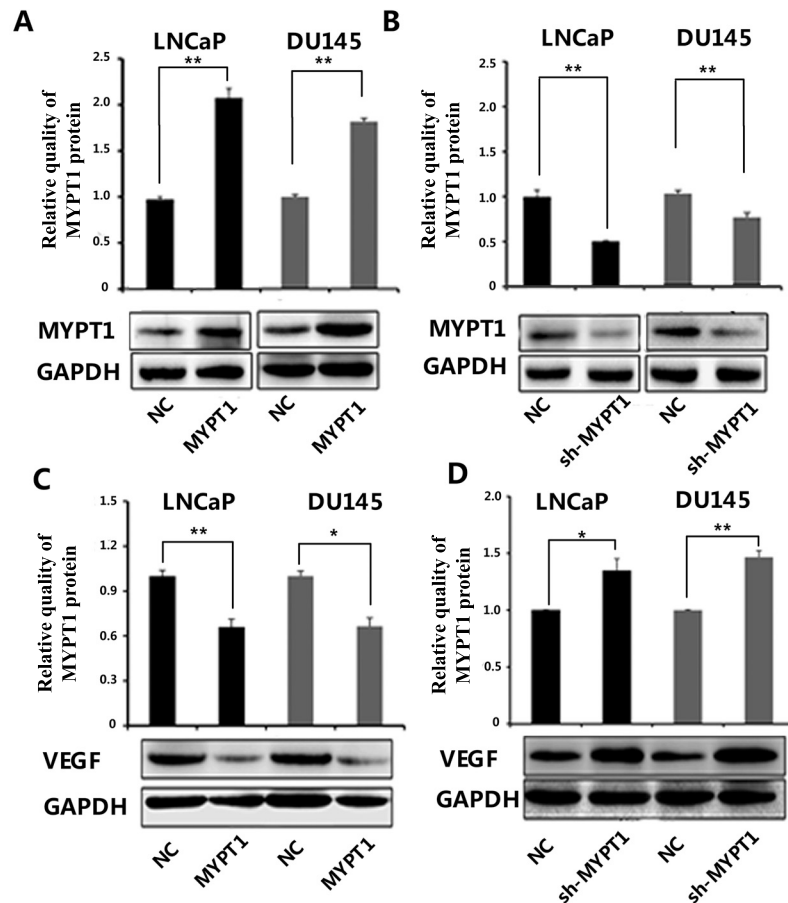 A
LNCaP DU145
** **
Relative quality of
MYPT1 protein
2.5
2.0
1.5
1.0
0.5
0
MYPT1
GAPDH
NC MYPT1 NC MYPT1
B
LNCaP DU145
** **
Relative quality of
MYPT1 protein
2.5
2.0
1.5
1.0
0.5
0
MYPT1
GAPDH
NC sh-MYPT1 NC sh-MYPT1
C
LNCaP DU145
** *
Relative quality of
MYPT1 protein
1.5
1.2
0.9
0.6
0.3
0
VEGF
GAPDH
NC MYPT1 NC MYPT1
D
LNCaP DU145
* **
Relative quality of
MYPT1 protein
2.0
1.5
1.0
0.5
0
VEGF
GAPDH
NC sh-MYPT1 NC sh-MYPT1